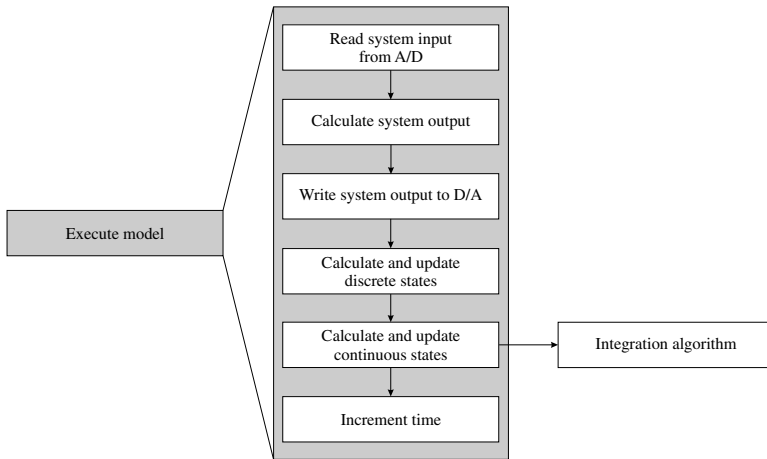 Read system input
from A/D
Calculate system output
Write system output to D/A
Execute model
Calculate and update
discrete states
Calculate and update
continuous states
Integration algorithm
Increment time